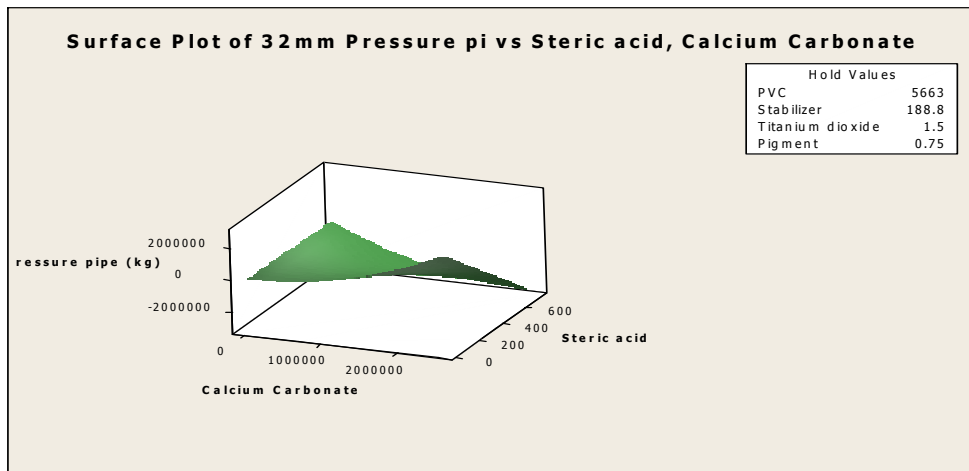 Surface Plot of 32mm Pressure pi vs Steric acid, Calcium Carbonate
Hold Values
PVC 5663
Stabilizer 188.8
Titanium dioxide 1.5
Pigment 0.75
2000000
ressure pipe (kg)
0
-2000000
0
1000000
2000000
Calcium Carbonate
0
200
400
600
Steric acid